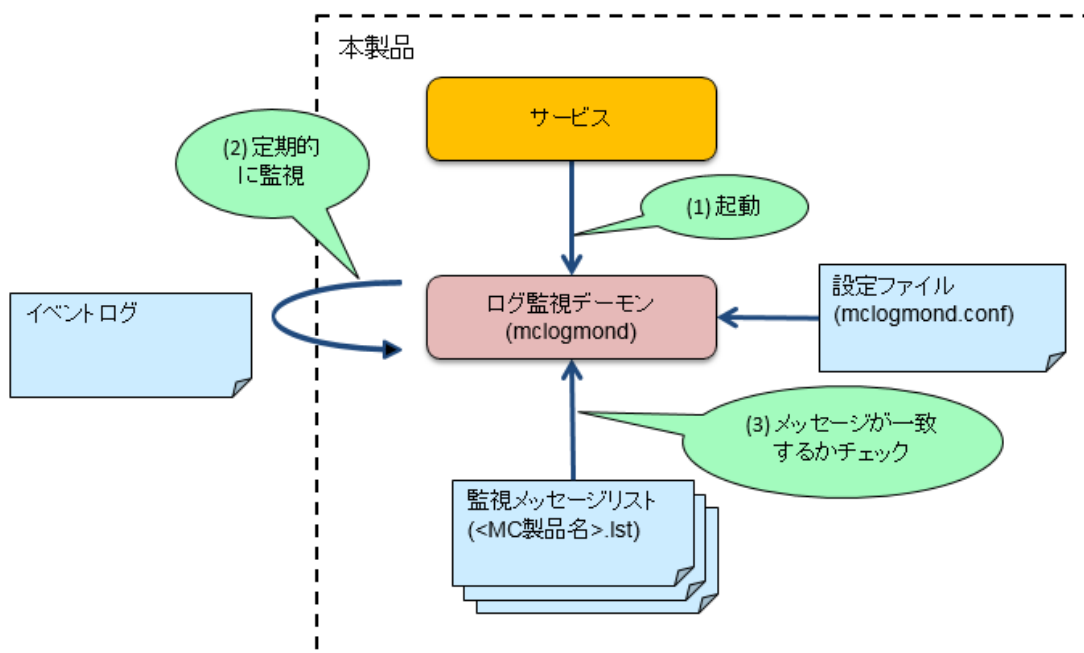 本製品
サービス
(2)定期的
に監視
(1)起動
イベントログ
ログ監視デーモン
(mclogmond)
設定ファイル
(mclogmond.conf)
(3)メッセージが一致
するかチェック
監視メッセージリスト
(<MC製品名>.lst)